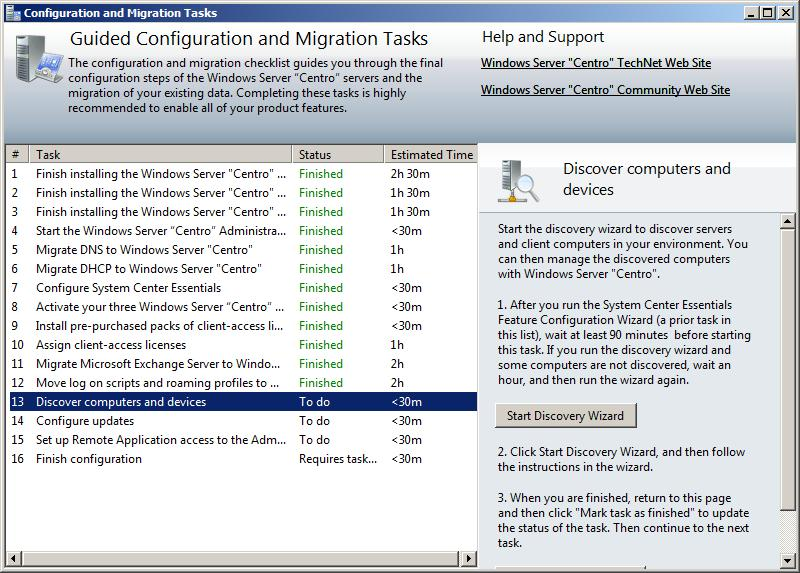 Configuration and Migration Tasks
Guided Configuration and Migration Tasks
The configuration and migration checklist guides you through the final
configuration steps of the Windows Server "Centro" servers and the
migration of your existing data. Completing these tasks is highly
recommended to enable all of your product features.
Help and Support
Windows Server "Centro" TechNet Web Site
Windows Server "Centro" Community Web Site
# Task Status Estimated Time
1 Finish installing the Windows Server "Centro" ... Finished 2h 30m
2 Finish installing the Windows Server "Centro" ... Finished 1h 30m
3 Finish installing the Windows Server "Centro" ... Finished 1h 30m
4 Start the Windows Server "Centro" Administra... Finished <30m
5 Migrate DNS to Windows Server "Centro" Finished 1h
6 Migrate DHCP to Windows Server "Centro" Finished 1h
7 Configure System Center Essentials Finished <30m
8 Activate your three Windows Server "Centro" ... Finished <30m
9 Install pre-purchased packs of client-access li... Finished <30m
10 Assign client-access licenses Finished 1h
11 Migrate Microsoft Exchange Server to Windo... Finished 2h
12 Move log on scripts and roaming profiles to ... Finished 2h
13 Discover computers and devices To do <30m
14 Configure updates To do <30m
15 Set up Remote Application access to the Adm... To do <30m
16 Finish configuration Requires task... <30m
Discover computers and
devices
Start the discovery wizard to discover servers
and client computers in your environment. You
can then manage the discovered computers
with Windows Server "Centro".
1. After you run the System Center Essentials
Feature Configuration Wizard (a prior task in
this list), wait at least 90 minutes before starting
this task. If you run the discovery wizard and
some computers are not discovered, wait an
hour, and then run the wizard again.
Start Discovery Wizard
2. Click Start Discovery Wizard, and then follow
the instructions in the wizard.
3. When you are finished, return to this page
and then click "Mark task as finished" to update
the status of the task. Then continue to the next
task.